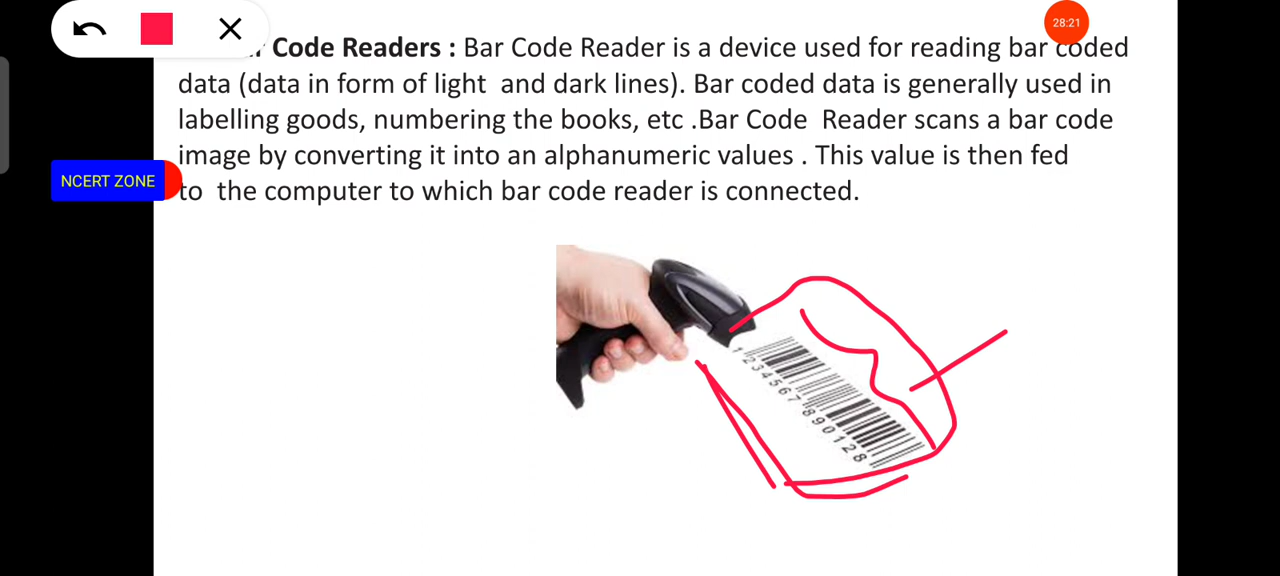 28:21
Code Readers : Bar Code Reader is a device used for reading bar coded
data (data in form of light and dark lines). Bar coded data is generally used in
labelling goods, numbering the books, etc .Bar Code Reader scans a bar code
image by converting it into an alphanumeric values . This value is then fed
NCERT ZONE
to the computer to which bar code reader is connected.
1 234567 890128